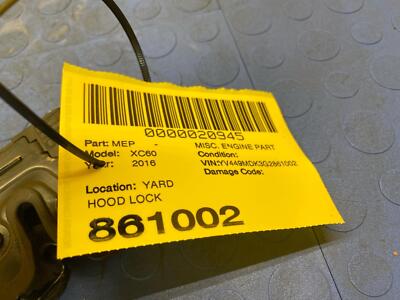 0000020945
Part: MEP - MISC. ENGINE PART
Model: XC60 Condition:
Year: 2016 VIN:YV449MDK3G2861002
Damage Code:
Location: YARD
HOOD LOCK
861002